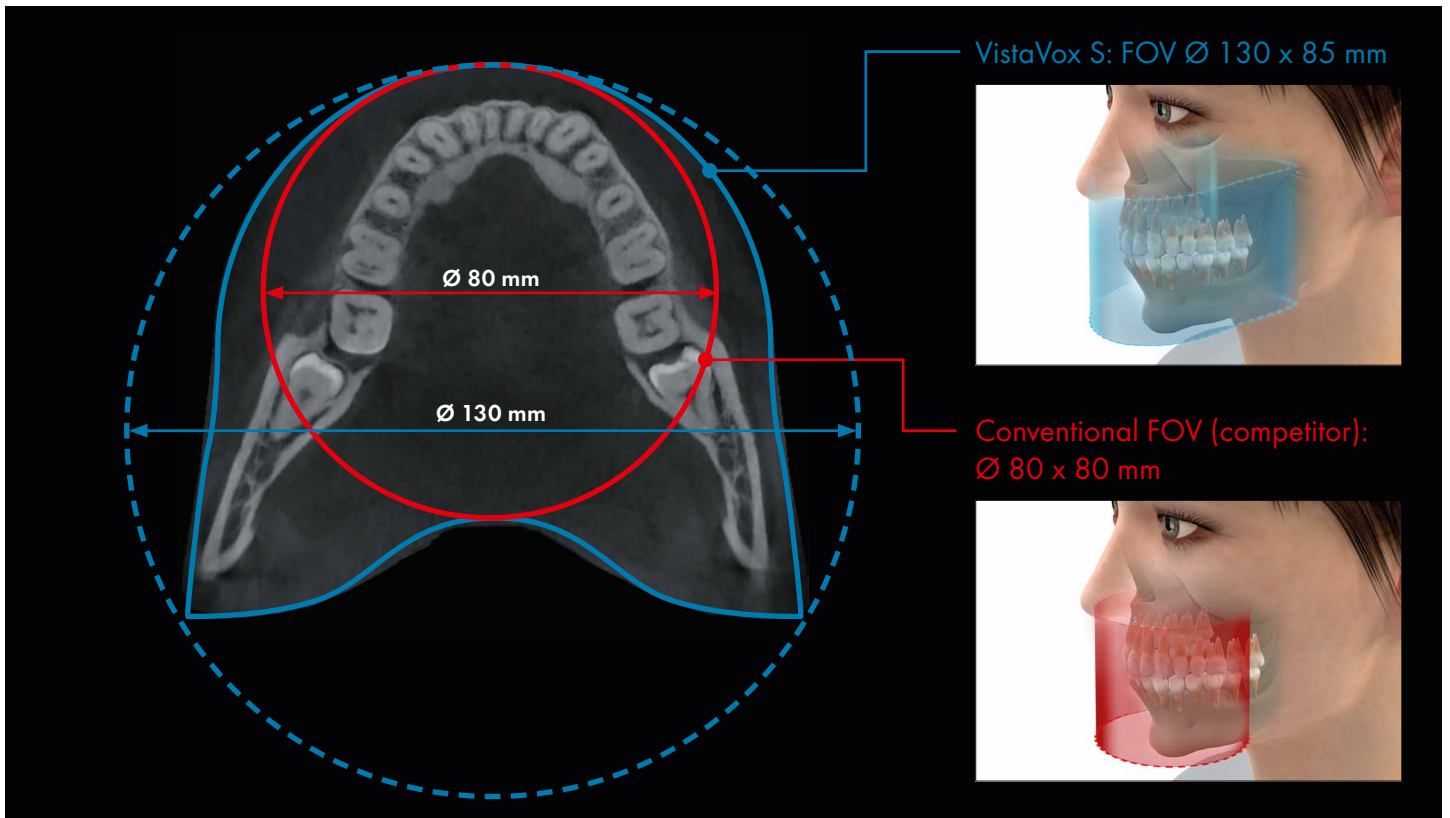 VistaVox S: FOV Ø 130 x 85 mm
Ø 80 mm
Ø 130 mm
Conventional FOV (competitor):
Ø 80 x 80 mm